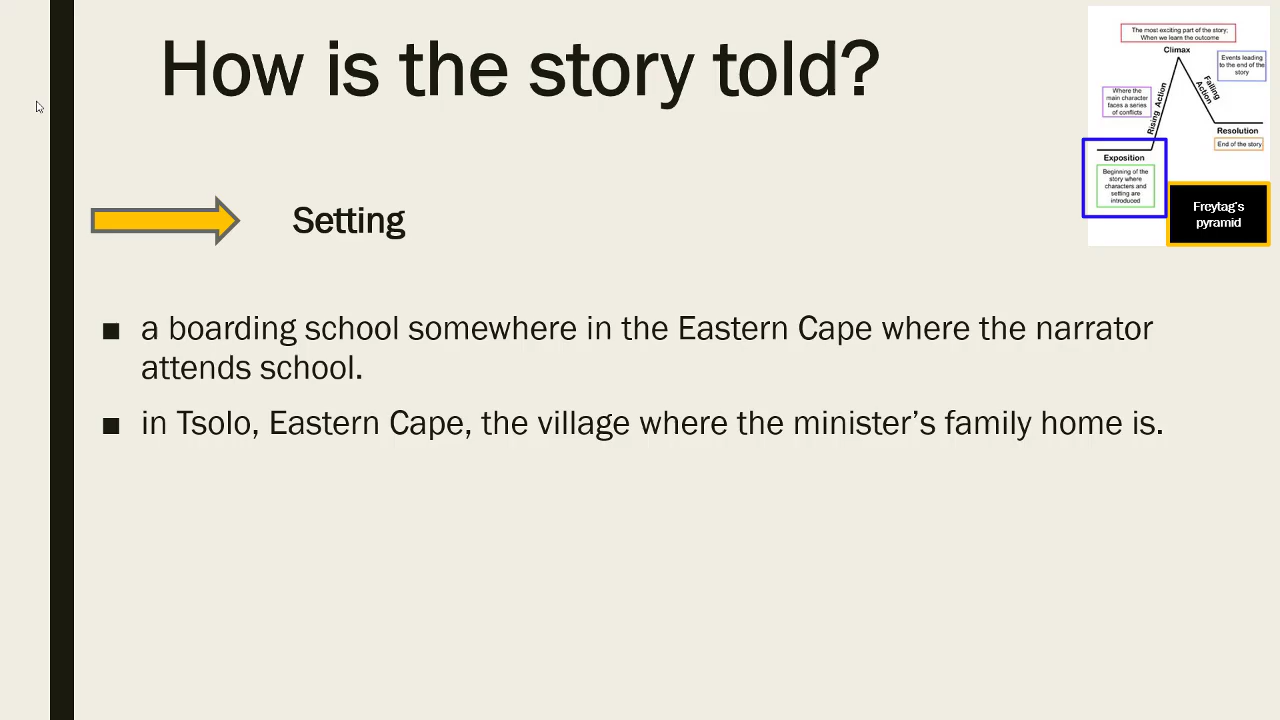 How is the story told?
The most exciting part of the story;
When we learn the outcome
Climax
Events leading
to the end of the
story
Where the
main character
faces a series
of conflicts
Rising Action
Falling
Action
Resolution
End of the story
Exposition
Beginning of the
story where
characters and
setting are
introduced
Freytag's
pyramid
Setting
■ a boarding school somewhere in the Eastern Cape where the narrator
attends school.
■ in Tsolo, Eastern Cape, the village where the minister’s family home is.